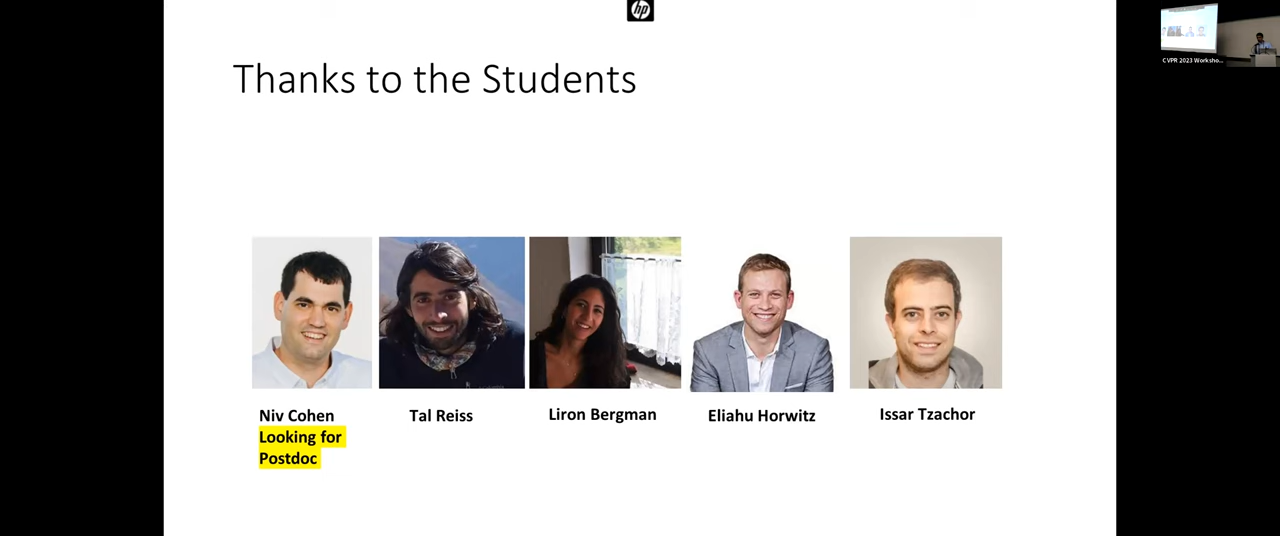 hp
Thanks to the Students
CVPR 2023 Worksho...
Niv Cohen
Looking for
Postdoc
Tal Reiss
Liron Bergman
Eliahu Horwitz
Issar Tzachor